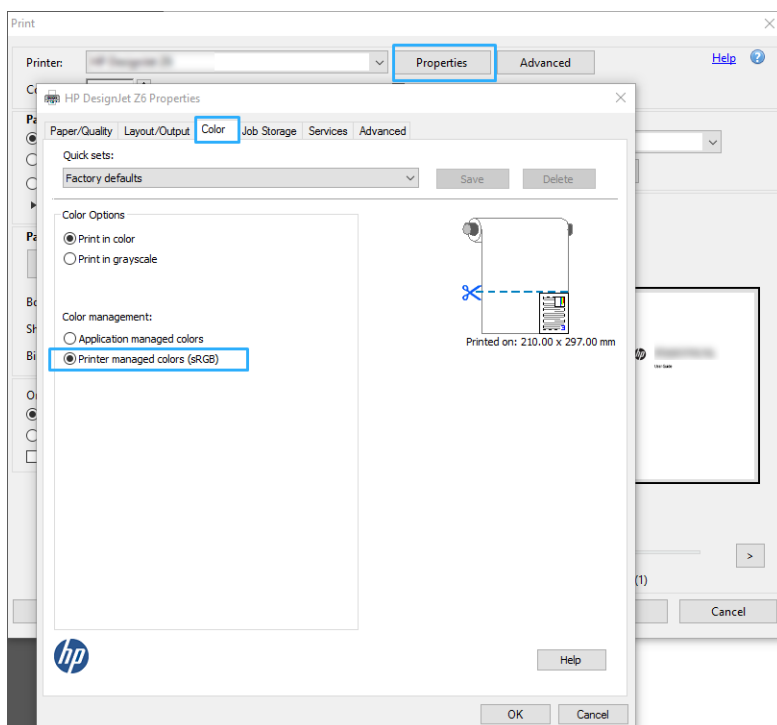 Print
Printer:
Properties
Advanced
Help
?
HP DesignJet Z6 Properties
Paper/Quality Layout/Output Color Job Storage Services Advanced
Quick sets:
Factory defaults
Save
Delete
Color Options
Print in color
Print in grayscale
Color management:
Application managed colors
Printer managed colors (sRGB)
Printed on: 210.00 x 297.00 mm
hp
Help
OK
Cancel
>
(1)
Cancel